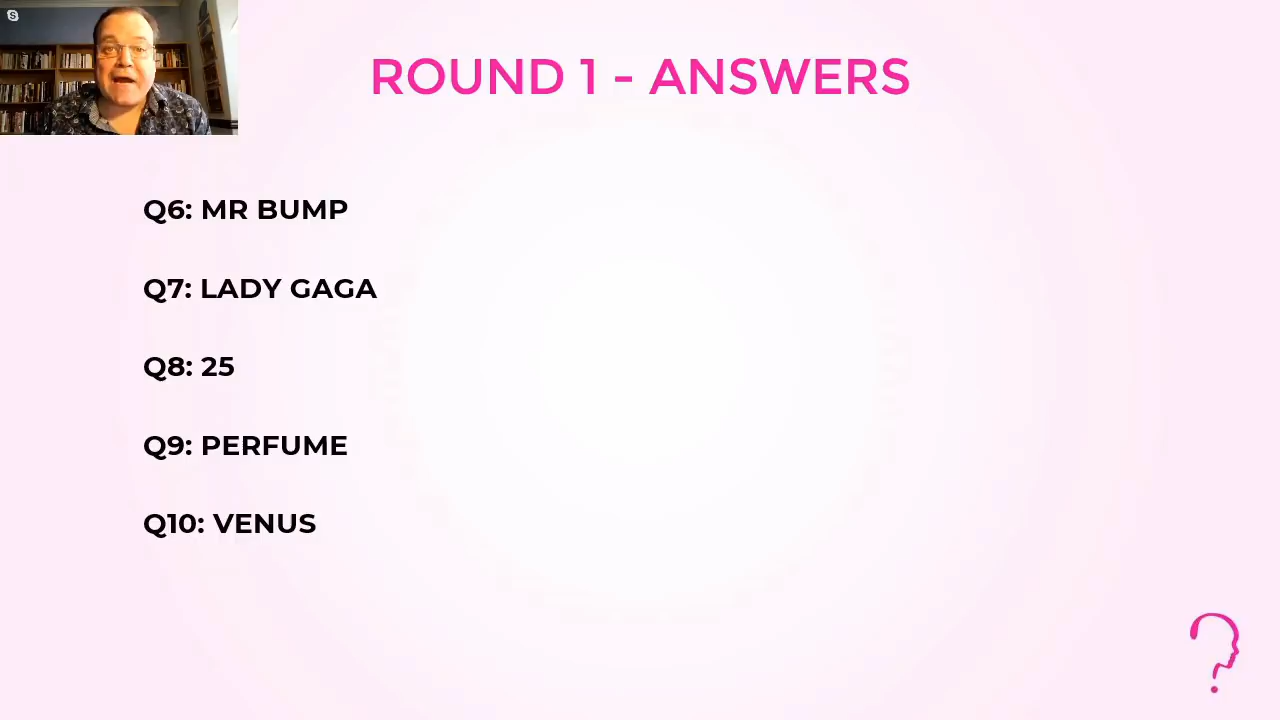 ROUND 1 - ANSWERS
Q6: MR BUMP
Q7: LADY GAGA
Q8: 25
Q9: PERFUME
Q10: VENUS